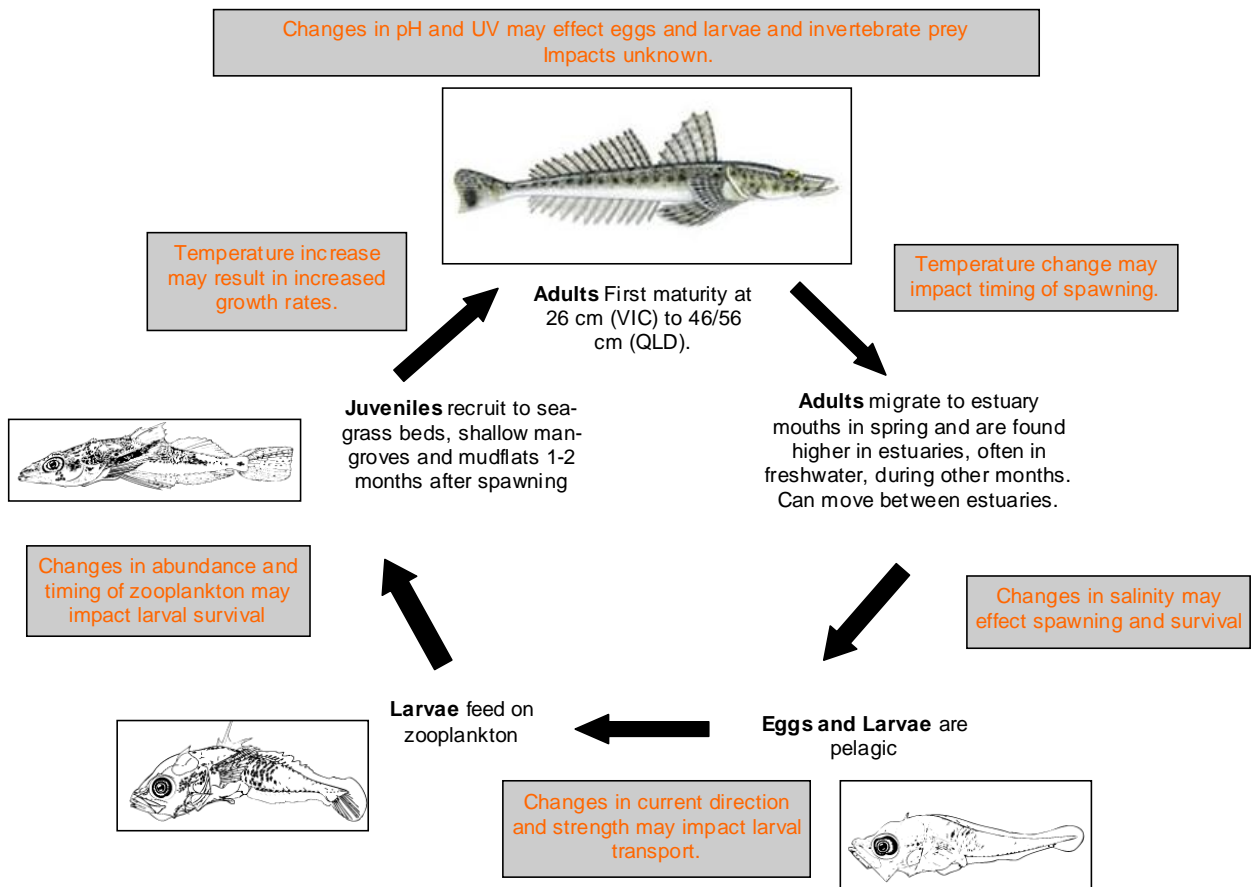 Changes in pH and UV may effect eggs and larvae and invertebrate prey
Impacts unknown.
Temperature increase
may result in increased
growth rates.
Adults First maturity at
26 cm (VIC) to 46/56
cm (QLD).
Temperature change may
impact timing of spawning.
Juveniles recruit to sea-
grass beds, shallow man-
groves and mudflats 1-2
months after spawning
Adults migrate to estuary
mouths in spring and are found
higher in estuaries, often in
freshwater, during other months.
Can move between estuaries.
Changes in abundance and
timing of zooplankton may
impact larval survival
Changes in salinity may
effect spawning and survival
Larvae feed on
zooplankton
Eggs and Larvae are
pelagic
Changes in current direction
and strength may impact larval
transport.